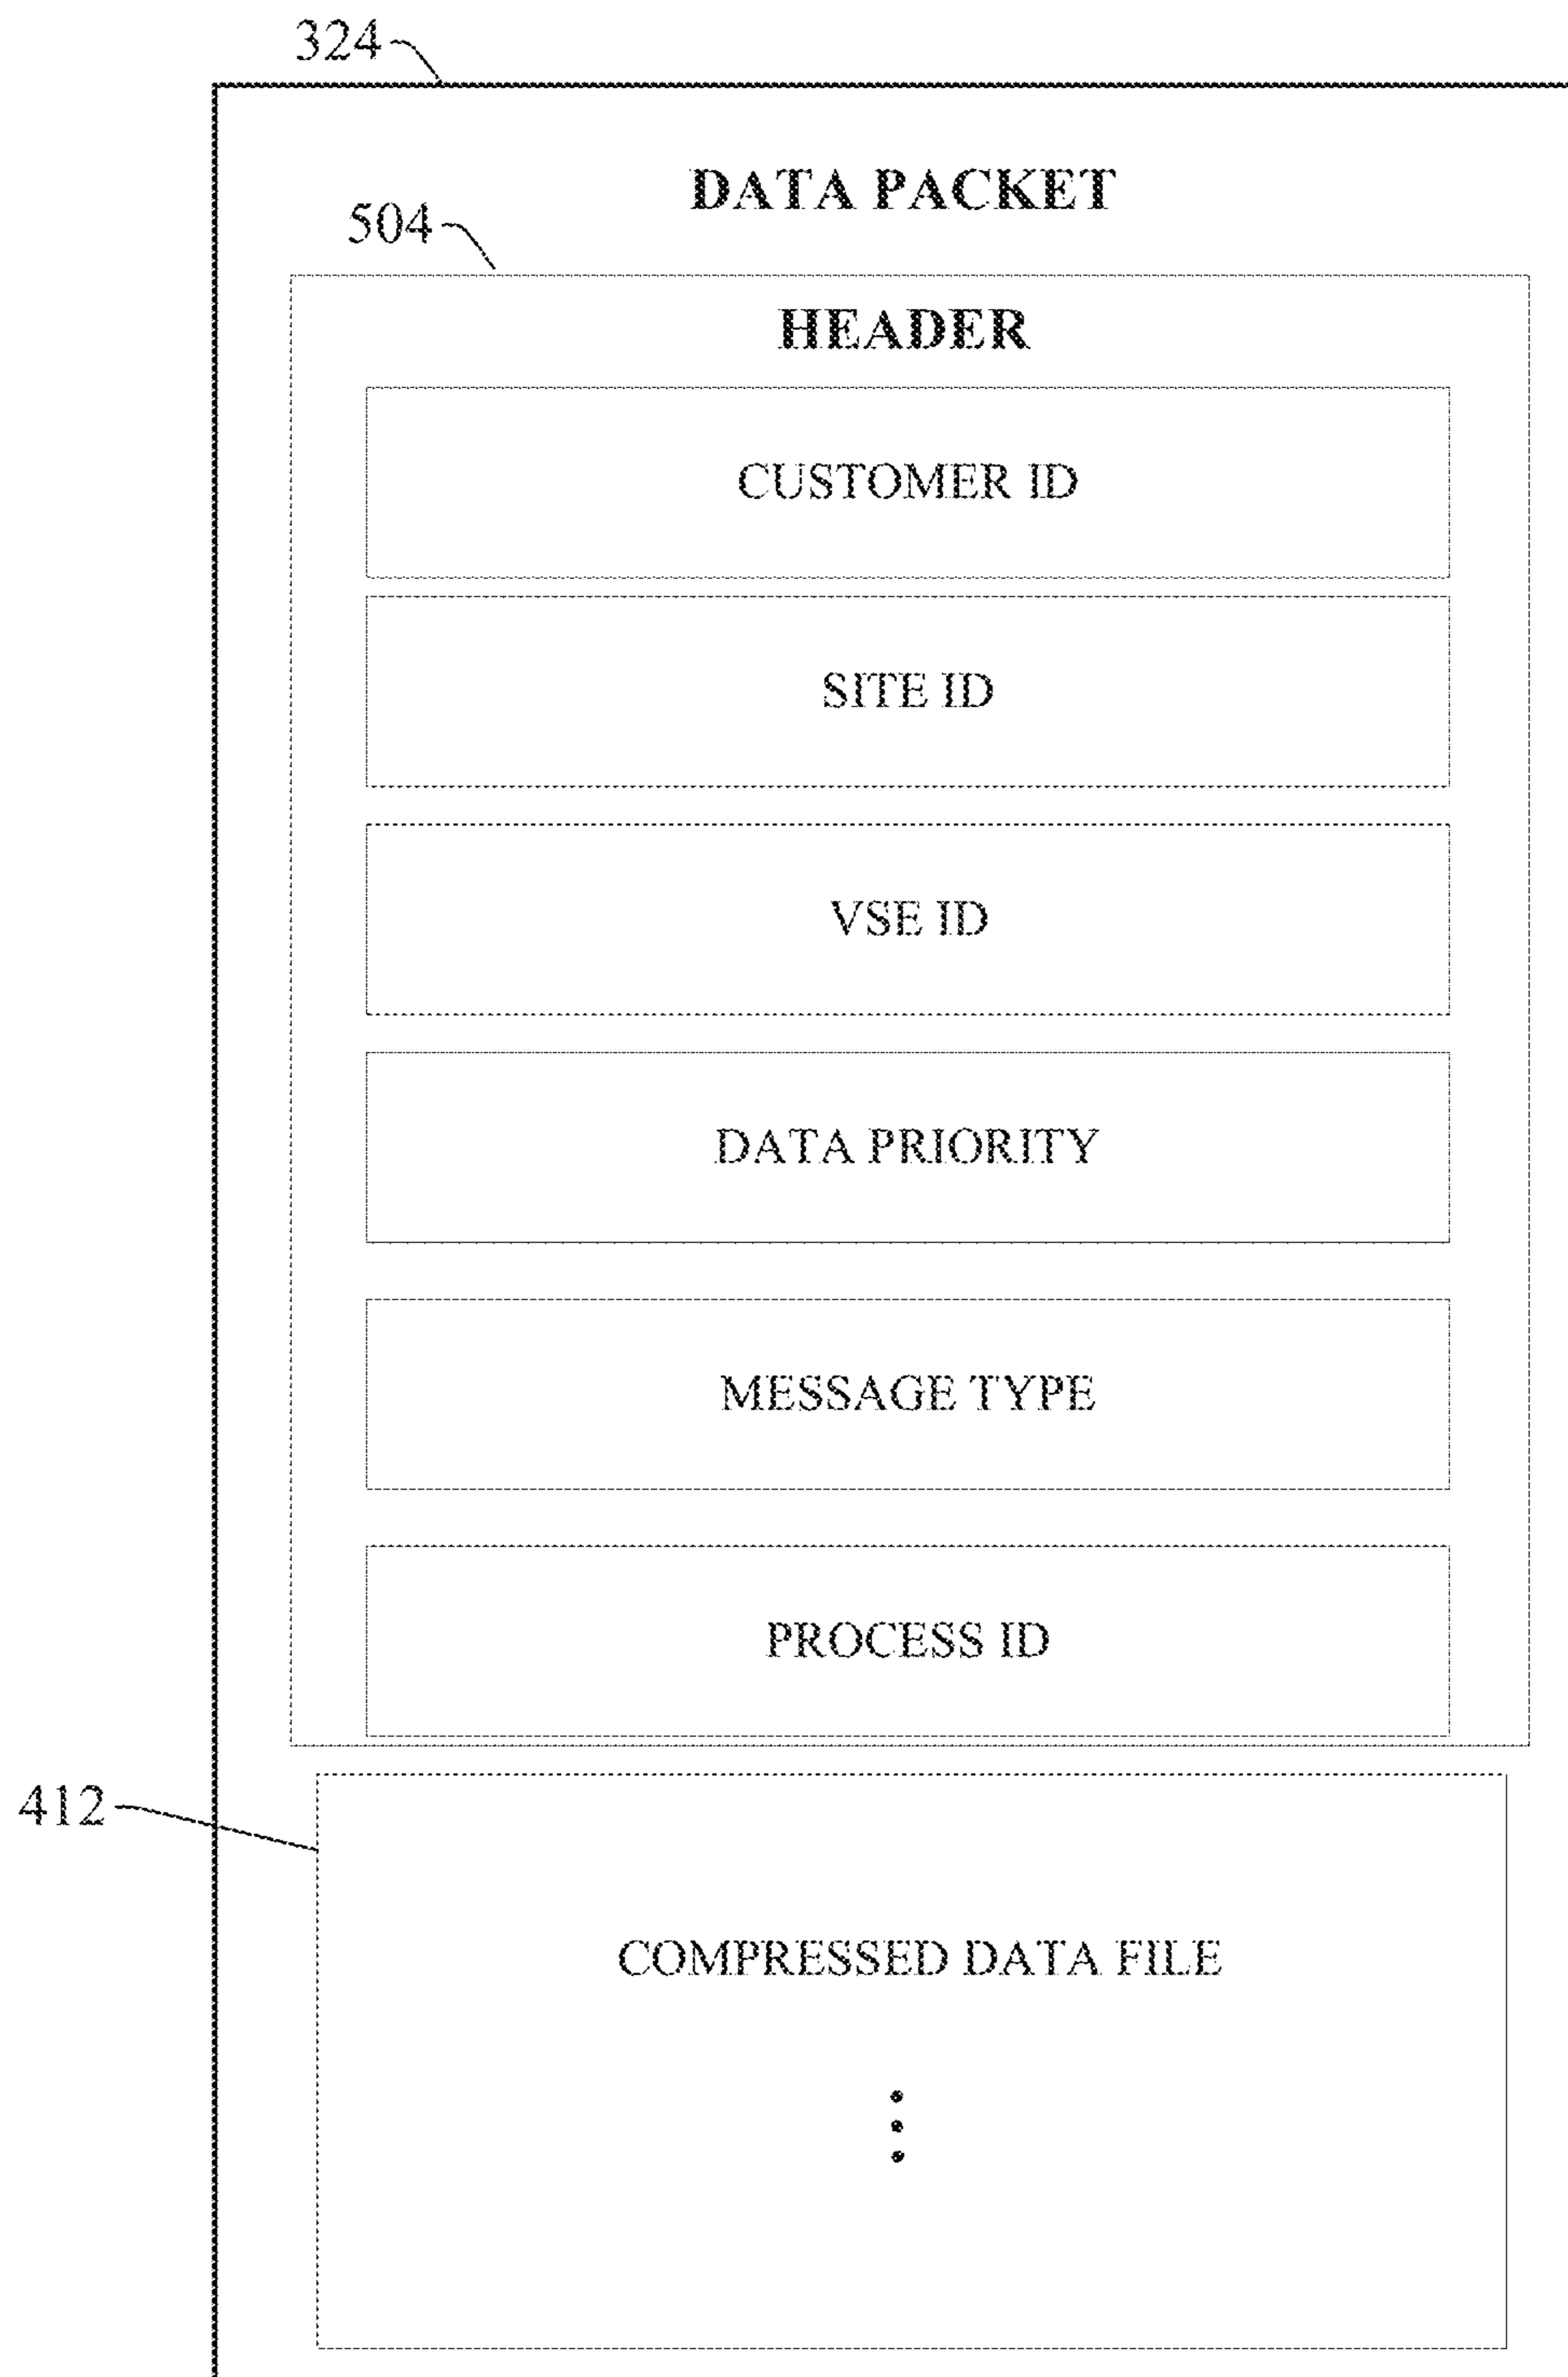 324
DATA PACKET
504
HEADER
CUSTOMER ID
SITE ID
VSE ID
DATA PRIORITY
MESSAGE TYPE
PROCESS ID
412
COMPRESSED DATA FILE